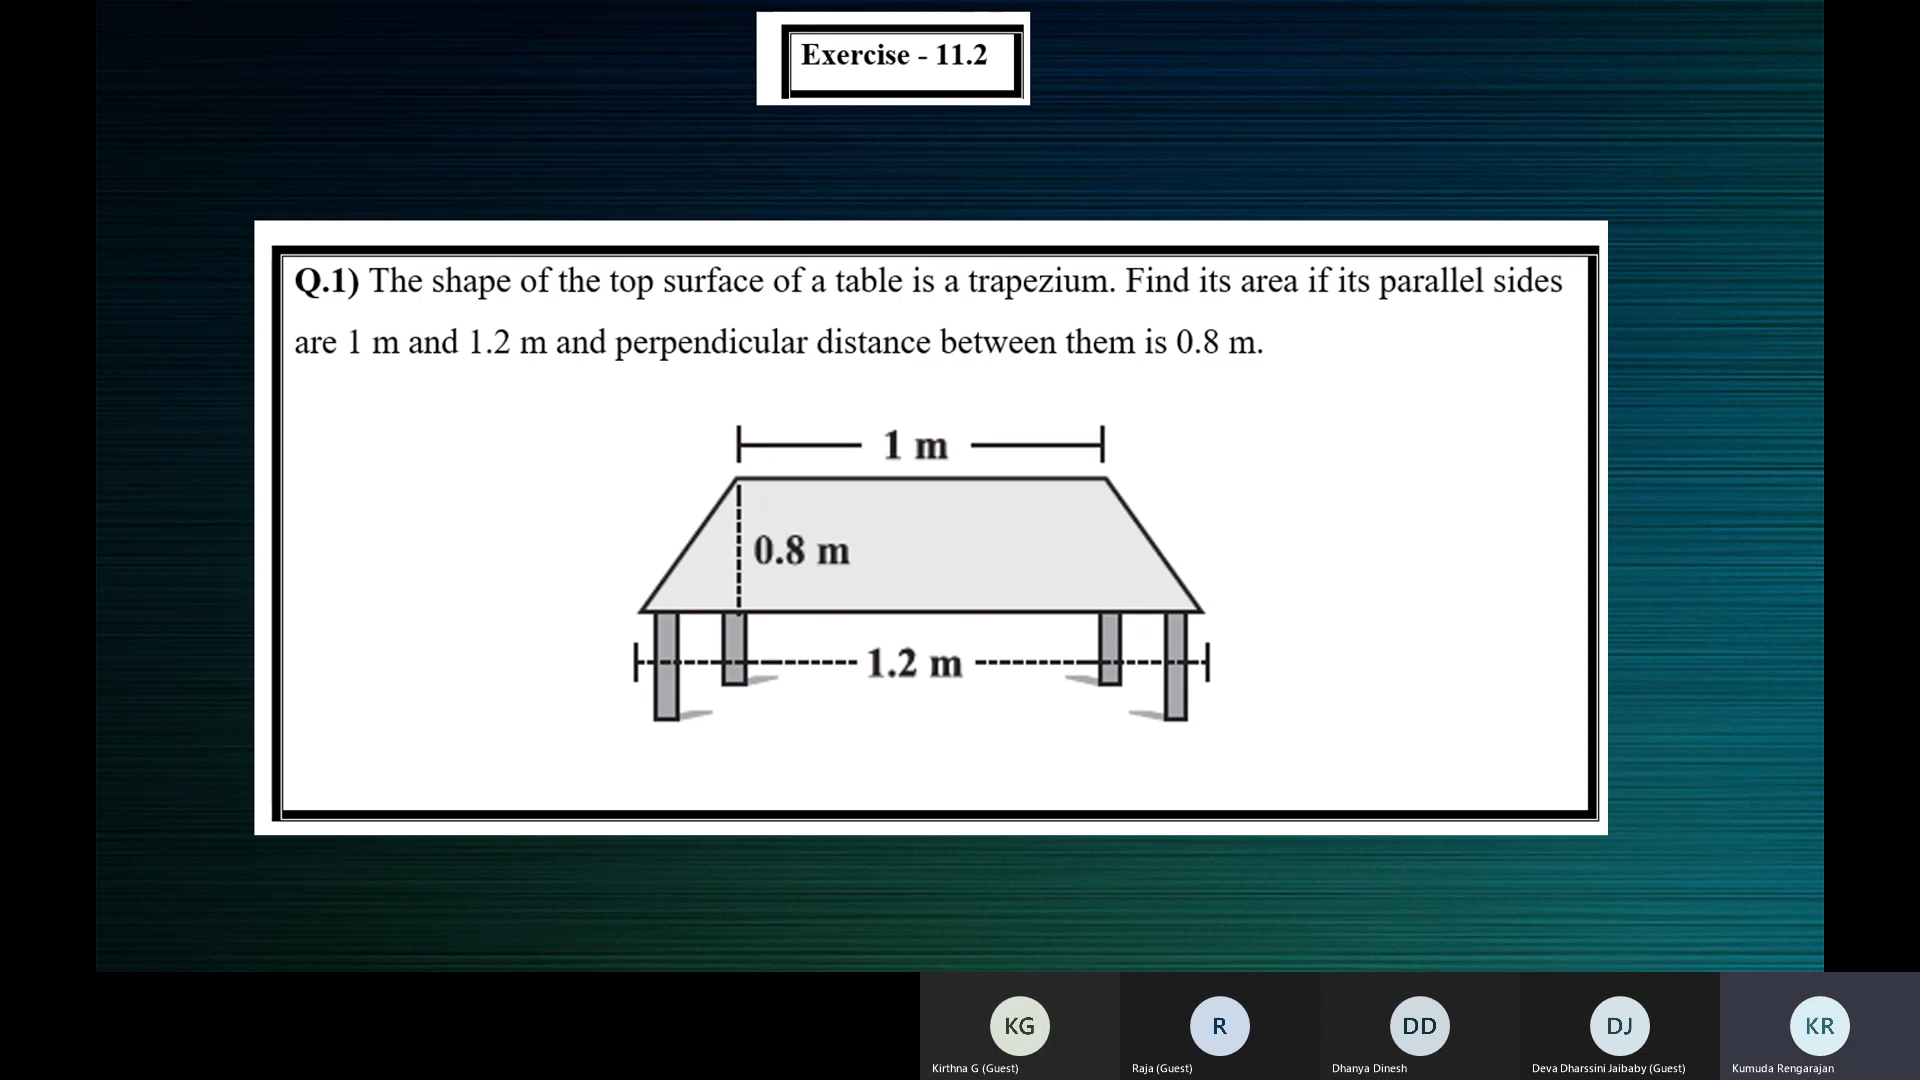 Exercise - 11.2
Q.1) The shape of the top surface of a table is a trapezium. Find its area if its parallel sides
are 1 m and 1.2 m and perpendicular distance between them is 0.8 m.
1 m
0.8 m
1.2 m
KG
R
DD
DJ
KR
Kirthna G (Guest)
Raja (Guest)
Dhanya Dinesh
Deva Dharssini Jaibaby (Guest)
Kumuda Rengarajan